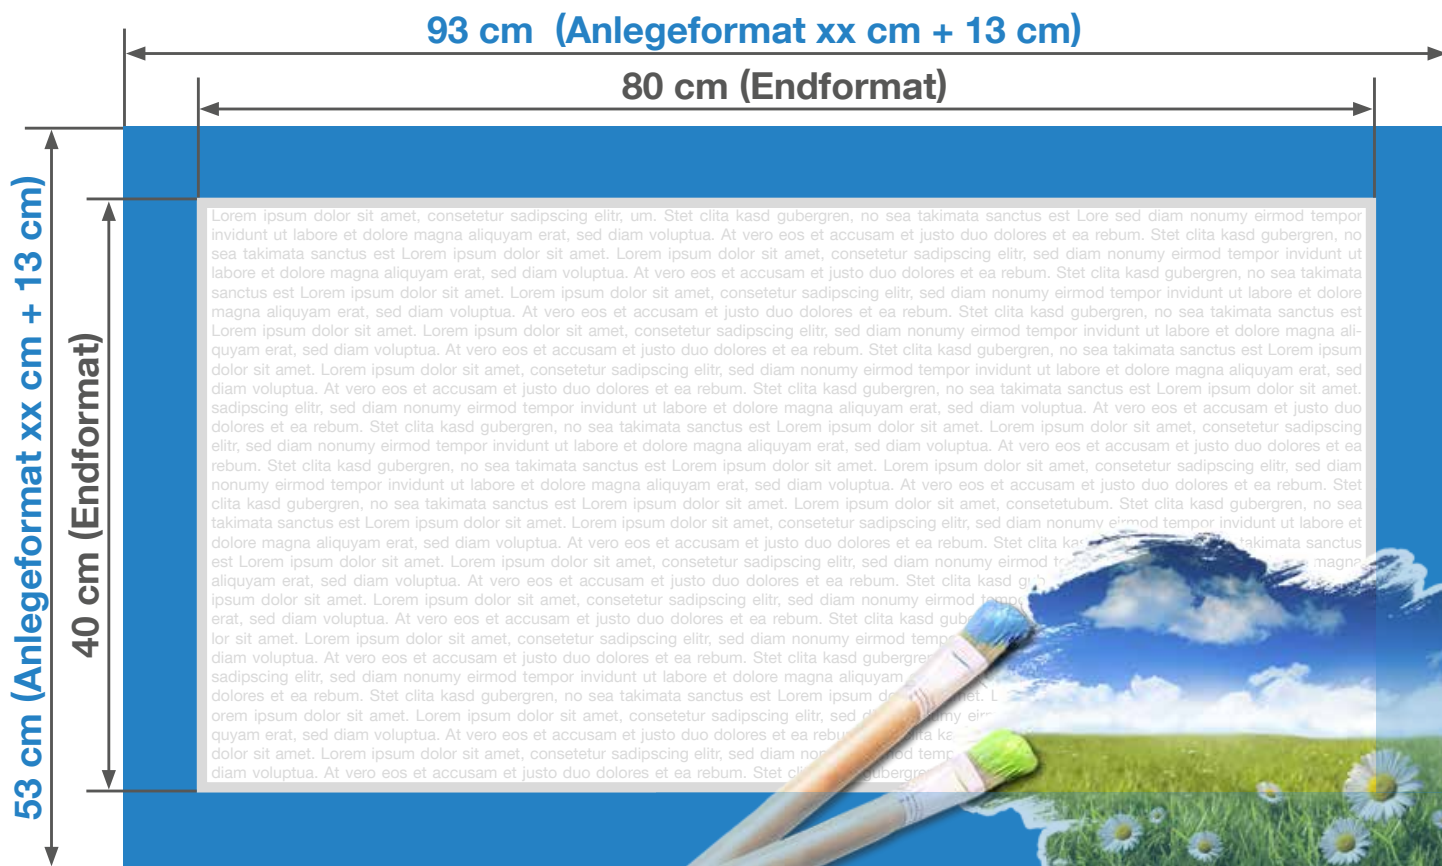 93 cm  (Anlegeformat xx cm + 13 cm)
80 cm (Endformat)
53 cm (Anlegeformat xx cm + 13 cm)
40 cm (Endformat)
Lorem ipsum dolor sit amet, consetetur sadipscing elitr, um. Stet clita kasd gubergren, no sea takimata sanctus est Lore sed diam nonumy eirmod tempor
invidunt ut labore et dolore magna aliquyam erat, sed diam voluptua. At vero eos et accusam et justo duo dolores et ea rebum. Stet clita kasd gubergren, no
sea takimata sanctus est Lorem ipsum dolor sit amet. Lorem ipsum dolor sit amet, consetetur sadipscing elitr, sed diam nonumy eirmod tempor invidunt ut
labore et dolore magna aliquyam erat, sed diam voluptua. At vero eos et accusam et justo duo dolores et ea rebum. Stet clita kasd gubergren, no sea takimata
sanctus est Lorem ipsum dolor sit amet. Lorem ipsum dolor sit amet, consetetur sadipscing elitr, sed diam nonumy eirmod tempor invidunt ut labore et dolore
magna aliquyam erat, sed diam voluptua. At vero eos et accusam et justo duo dolores et ea rebum. Stet clita kasd gubergren, no sea takimata sanctus est
Lorem ipsum dolor sit amet. Lorem ipsum dolor sit amet, consetetur sadipscing elitr, sed diam nonumy eirmod tempor invidunt ut labore et dolore magna ali-
quyam erat, sed diam voluptua. At vero eos et accusam et justo duo dolores et ea rebum. Stet clita kasd gubergren, no sea takimata sanctus est Lorem ipsum
dolor sit amet. Lorem ipsum dolor sit amet, consetetur sadipscing elitr, sed diam nonumy eirmod tempor invidunt ut labore et dolore magna aliquyam erat, sed
diam voluptua. At vero eos et accusam et justo duo dolores et ea rebum. Stet clita kasd gubergren, no sea takimata sanctus est Lorem ipsum dolor sit amet.
sadipscing elitr, sed diam nonumy eirmod tempor invidunt ut labore et dolore magna aliquyam erat, sed diam voluptua. At vero eos et accusam et justo duo
dolores et ea rebum. Stet clita kasd gubergren, no sea takimata sanctus est Lorem ipsum dolor sit amet. Lorem ipsum dolor sit amet, consetetur sadipscing
elitr, sed diam nonumy eirmod tempor invidunt ut labore et dolore magna aliquyam erat, sed diam voluptua. At vero eos et accusam et justo duo dolores et ea
rebum. Stet clita kasd gubergren, no sea takimata sanctus est Lorem ipsum dolor sit amet. Lorem ipsum dolor sit amet, consetetur sadipscing elitr, sed diam
nonumy eirmod tempor invidunt ut labore et dolore magna aliquyam erat, sed diam voluptua. At vero eos et accusam et justo duo dolores et ea rebum. Stet
clita kasd gubergren, no sea takimata sanctus est Lorem ipsum dolor sit amet. Lorem ipsum dolor sit amet, consetetubum. Stet clita kasd gubergren, no sea
takimata sanctus est Lorem ipsum dolor sit amet. Lorem ipsum dolor sit amet, consetetur sadipscing elitr, sed diam nonumy eirmod tempor invidunt ut labore et
dolore magna aliquyam erat, sed diam voluptua. At vero eos et accusam et justo duo dolores et ea rebum. Stet clita takimata sanctus
est Lorem ipsum dolor sit amet. Lorem ipsum dolor sit amet, sadipscing elitr, sed diam nonumy eirmod magna
aliquyam erat, sed diam voluptua. At vero eos et accusam et justo duo dolores et ea rebum. Stet clita kasd
ipsum dolor sit amet. Lorem ipsum dolor sit amet, consetetur sadipscing elitr, sed diam nonumy eirmod
erat, sed diam voluptua. At vero eos et accusam et justo duo dolores et ea rebum. Stet clita kasd
lor sit amet. Lorem ipsum dolor sit amet, consetetur sadipscing elitr, sed diam nonumy
diam voluptua. At vero eos et accusam et justo duo dolores et ea rebum. Stet clita kasd
sadipscing elitr, sed diam nonumy eirmod tempor invidunt ut labore et dolore magna aliquyam
dolores et ea rebum. Stet clita kasd gubergren, no sea takimata sanctus est Lorem ipsum
orem ipsum dolor sit amet. Lorem ipsum dolor sit amet, consetetur sadipscing elitr, sed
quyam erat, sed diam voluptua. At vero eos et accusam et justo duo dolores et ea
dolor sit amet. Lorem ipsum dolor sit amet, consetetur sadipscing elitr, sed diam
diam voluptua. At vero eos et accusam et justo duo dolores et ea rebum. Stet